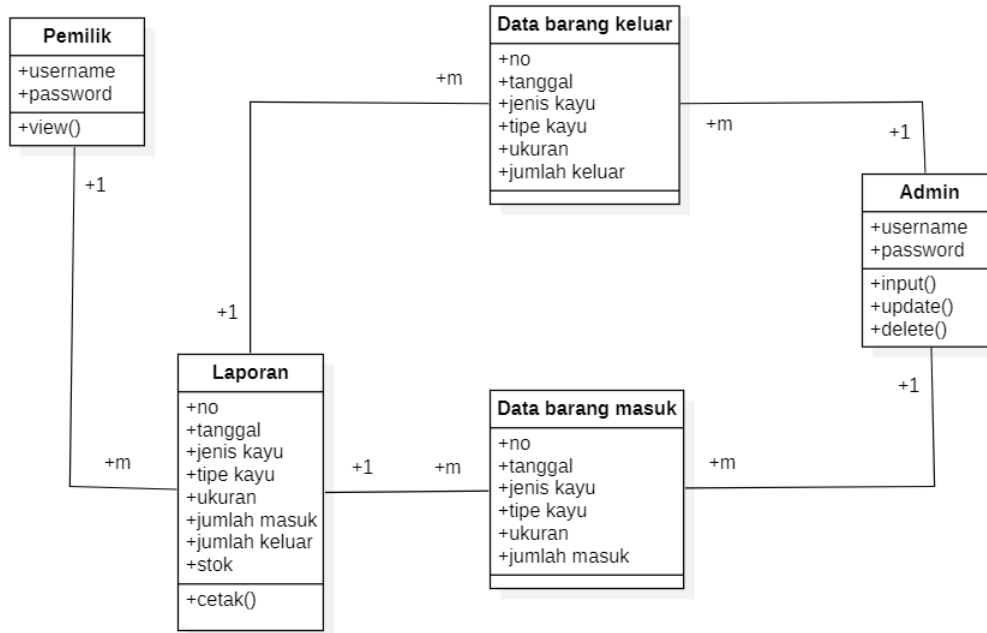 Pemilik
+username
+password
+view()
+1
+m
Data barang keluar
+no
+tanggal
+jenis kayu
+tipe kayu
+ukuran
+jumlah keluar
+m
+1
+m
+1
Admin
+username
+password
+input()
+update()
+delete()
+1
Laporan
+no
+tanggal
+jenis kayu
+tipe kayu
+ukuran
+jumlah masuk
+jumlah keluar
+stok
+cetak()
+1
+m
Data barang masuk
+no
+tanggal
+jenis kayu
+tipe kayu
+ukuran
+jumlah masuk
+m